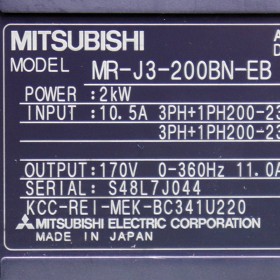 MITSUBISHI
MODEL MR-J3-200BN-EB
POWER :2kW
INPUT :10.5A 3PH+1PH200-23
3PH+1PH200-23
OUTPUT:170V 0-360Hz 11.0A
SERIAL: S48L7J044
KCC-REI-MEK-BC341U220
MITSUBISHI ELECTRIC CORPORATION
MADE IN JAPAN